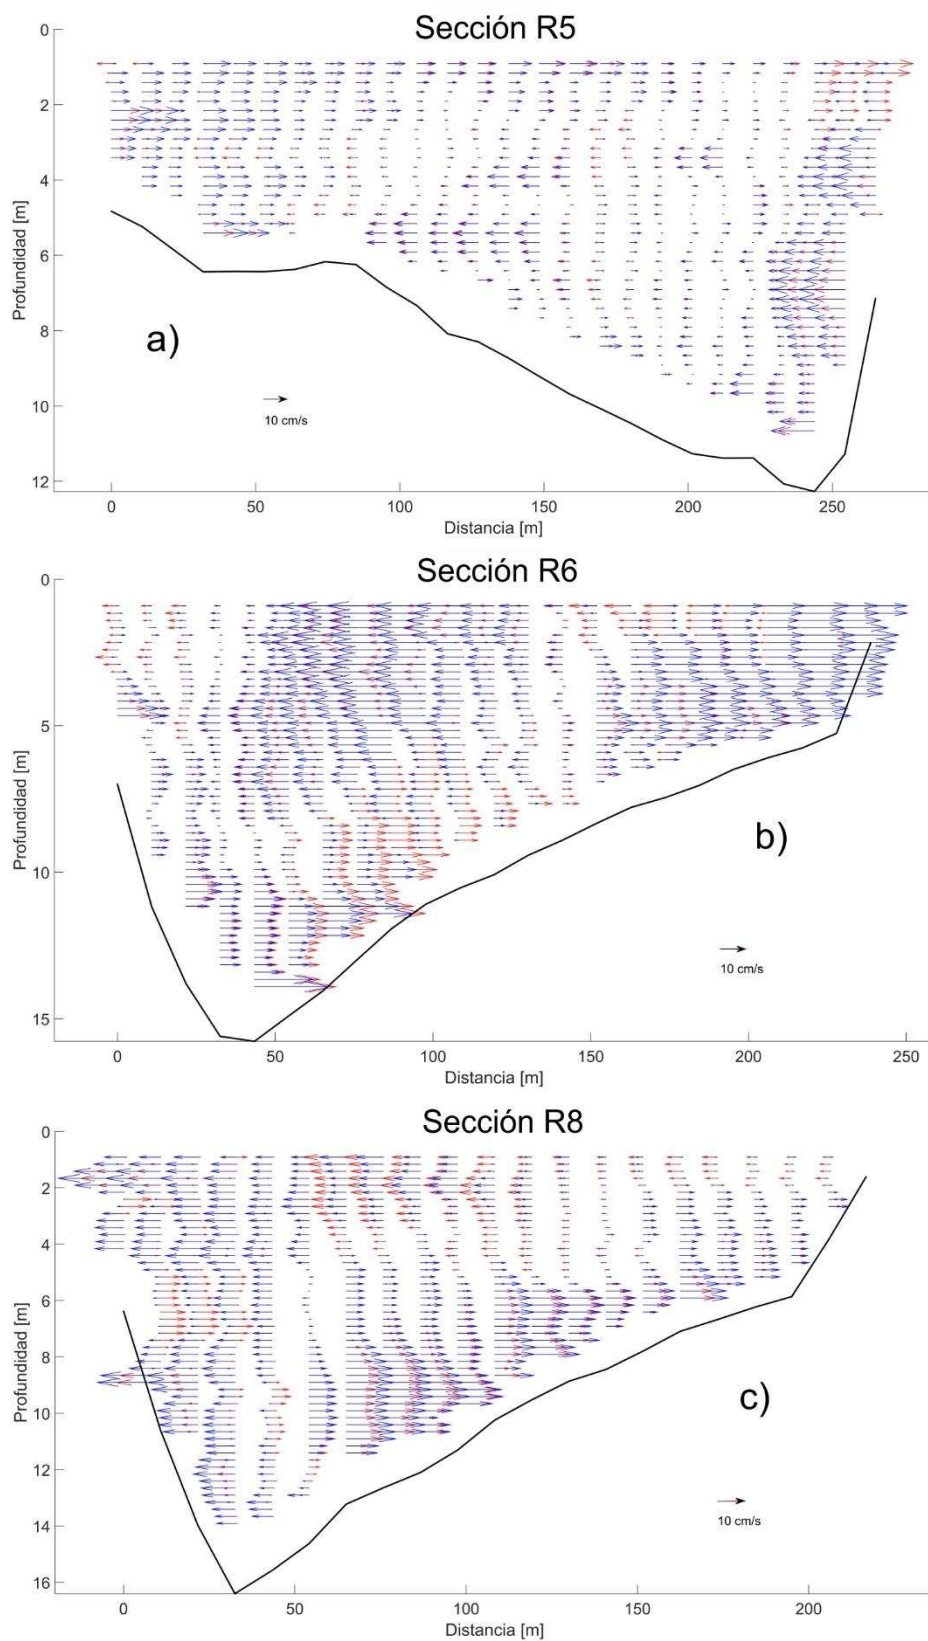 Sección R5
0
2
4
6
8
10
12
Profundidad [m]
a)
10 cm/s
0 50 100 150 200 250
Distancia [m]
Sección R6
0
5
10
15
Profundidad [m]
b)
10 cm/s
0 50 100 150 200 250
Distancia [m]
Sección R8
0
2
4
6
8
10
12
14
16
Profundidad [m]
c)
10 cm/s
0 50 100 150 200
Distancia [m]